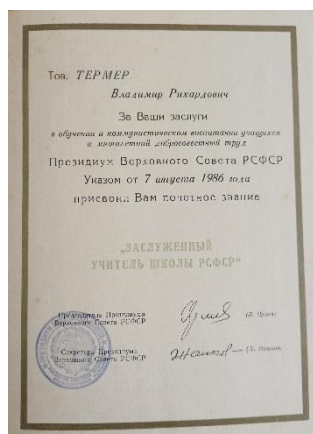 Тов. ТЕРМЕР
Владимир Рихардович
За Ваши заслуги
в обучении и коммунистическом воспитании учащихся
и многолетний добросовестный труд
Президиум Верховного Совета РСФСР
Указом от 7 августа 1986 года
присвоил Вам почетное звание
„ЗАСЛУЖЕННЫЙ
УЧИТЕЛЬ ШКОЛЫ РСФСР“
Председатель Президиума
Верховного Совета РСФСР
Секретарь Президиума
Верховного Совета РСФСР